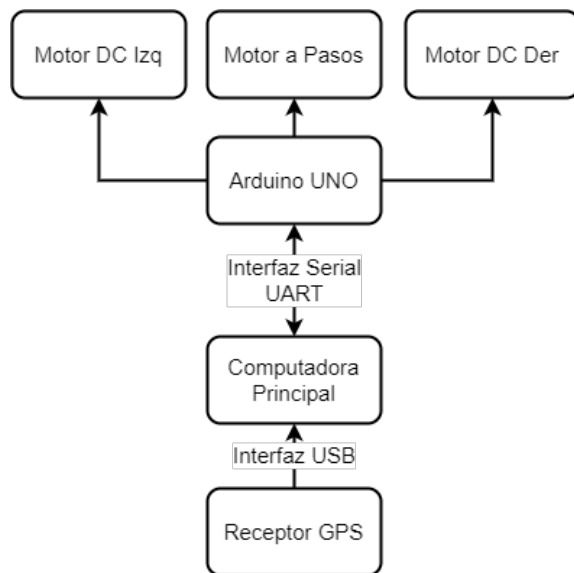 Motor DC Izq
Motor a Pasos
Motor DC Der
Arduino UNO
Interfaz Serial
UART
Computadora
Principal
Interfaz USB
Receptor GPS